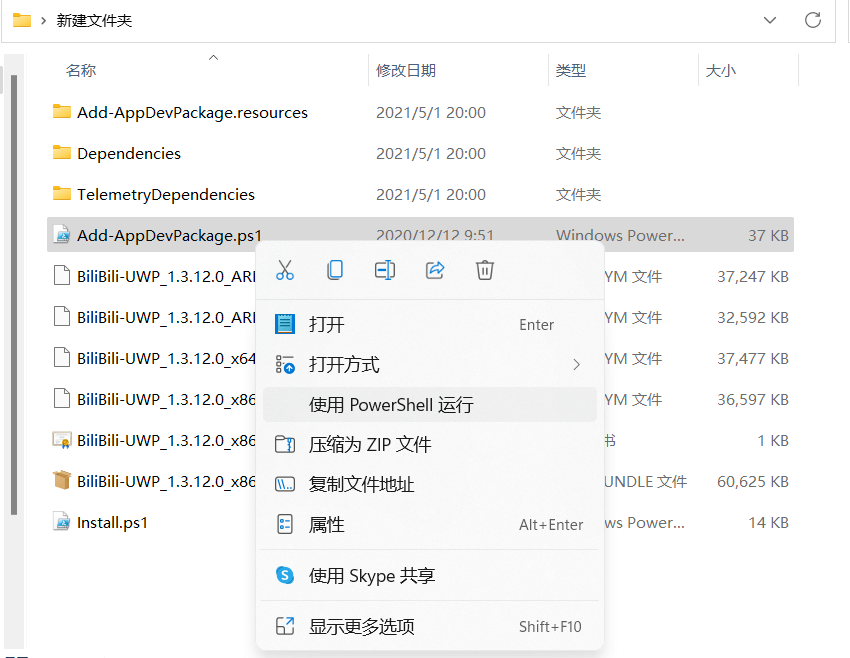 新建文件夹
名称 修改日期 类型 大小
Add-AppDevPackage.resources 2021/5/1 20:00 文件夹
Dependencies 2021/5/1 20:00 文件夹
TelemetryDependencies 2021/5/1 20:00 文件夹
Add-AppDevPackage.ps1 2020/12/12 9:51 Windows Power... 37 KB
BiliBili-UWP_1.3.12.0_ARI YM 文件 37,247 KB
打开 Enter
BiliBili-UWP_1.3.12.0_ARI YM 文件 32,592 KB
BiliBili-UWP_1.3.12.0_x64 YM 文件 37,477 KB
打开方式
BiliBili-UWP_1.3.12.0_x86 YM 文件 36,597 KB
使用 PowerShell 运行
BiliBili-UWP_1.3.12.0_x86 书 1 KB
压缩为 ZIP 文件
BiliBili-UWP_1.3.12.0_x86 UNDLE 文件 60,625 KB
复制文件地址
Install.ps1 ws Power... 14 KB
属性 Alt+Enter
使用 Skype 共享
显示更多选项 Shift+F10